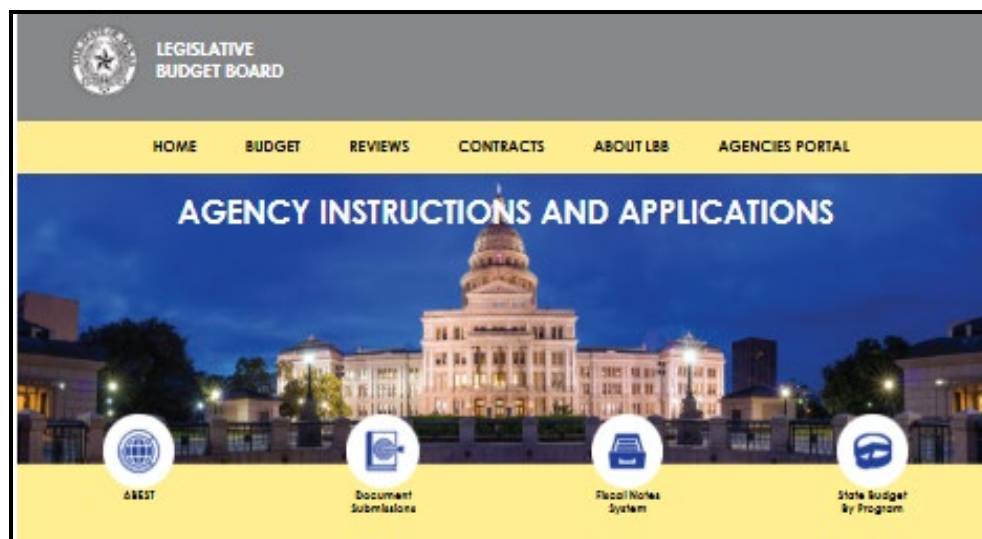 LEGISLATIVE
BUDGET BOARD
HOME BUDGET REVIEWS CONTRACTS ABOUT LBB AGENCIES PORTAL
AGENCY INSTRUCTIONS AND APPLICATIONS
ABEST
Document
Submissions
Fiscal Notes
System
State Budget
By Program